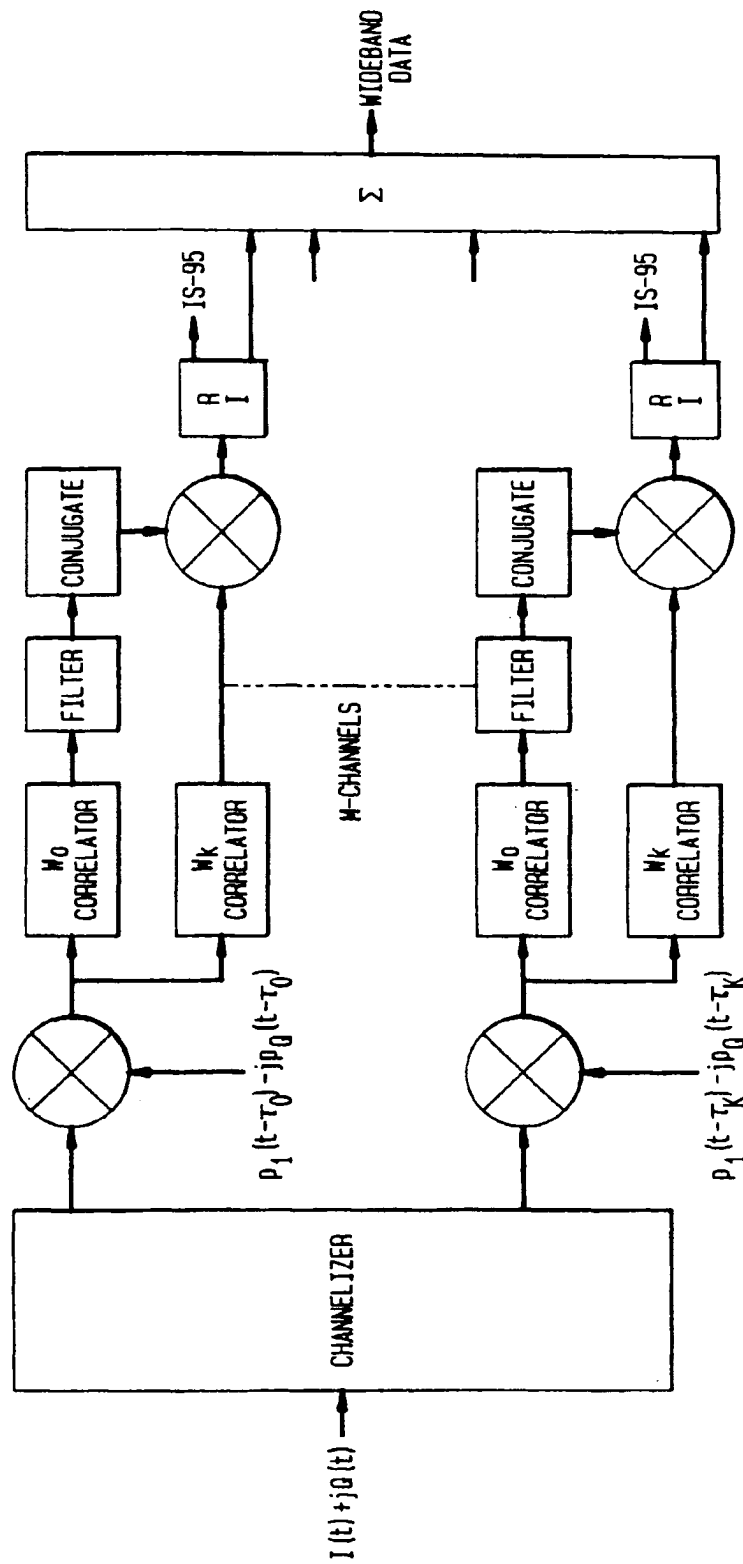 I(t)+jQ(t)
CHANNELIZER
p1(t-τ0)-jpQ(t-τ0)
W0
CORRELATOR
FILTER
CONJUGATE
Wk
CORRELATOR
R
I
IS-95
M-CHANNELS
p1(t-τK)-jpQ(t-τK)
W0
CORRELATOR
FILTER
CONJUGATE
Wk
CORRELATOR
R
I
IS-95
Σ
WIDEBAND
DATA